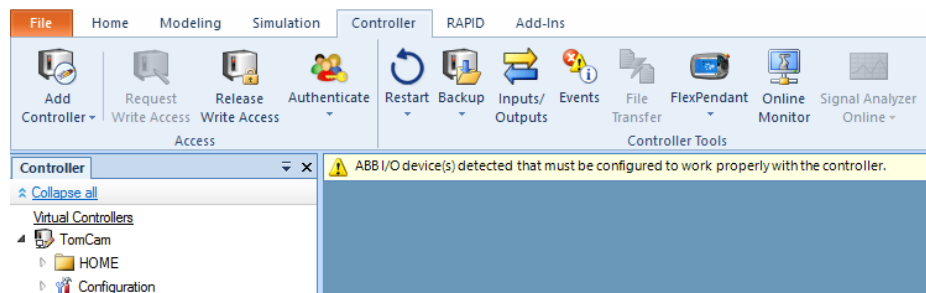 File Home Modeling Simulation Controller RAPID Add-Ins
Add Request Release Authenticate Restart Backup Inputs/ Events File FlexPendant Online Signal Analyzer
Controller Write Access Write Access Outputs Transfer Monitor Online
Access Controller Tools
Controller ABB I/O device(s) detected that must be configured to work properly with the controller.
Collapse all
Virtual Controllers
TomCam
HOME
Configuration